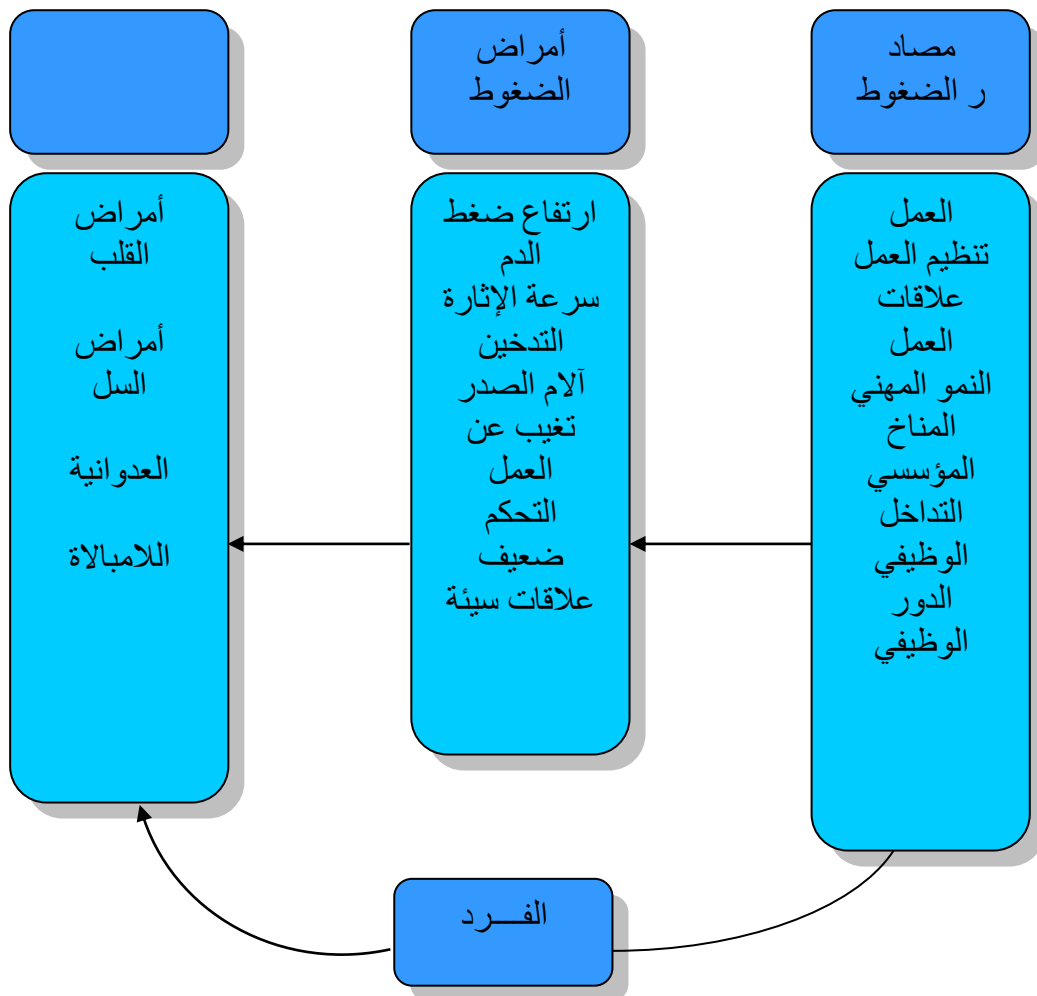 مصاد
ر الضغوط
العمل
تنظيم العمل
علاقات
العمل
النمو المهني
المناخ
المؤسسي
التداخل
الوظيفي
الدور
الوظيفي
أمراض
الضغوط
ارتفاع ضغط
الدم
سرعة الإثارة
التدخين
آلام الصدر
تغيب عن
العمل
التحكم
ضعيف
علاقات سيئة
أمراض
القلب
أمراض
السل
العدوانية
اللامبالاة
الفـــرد